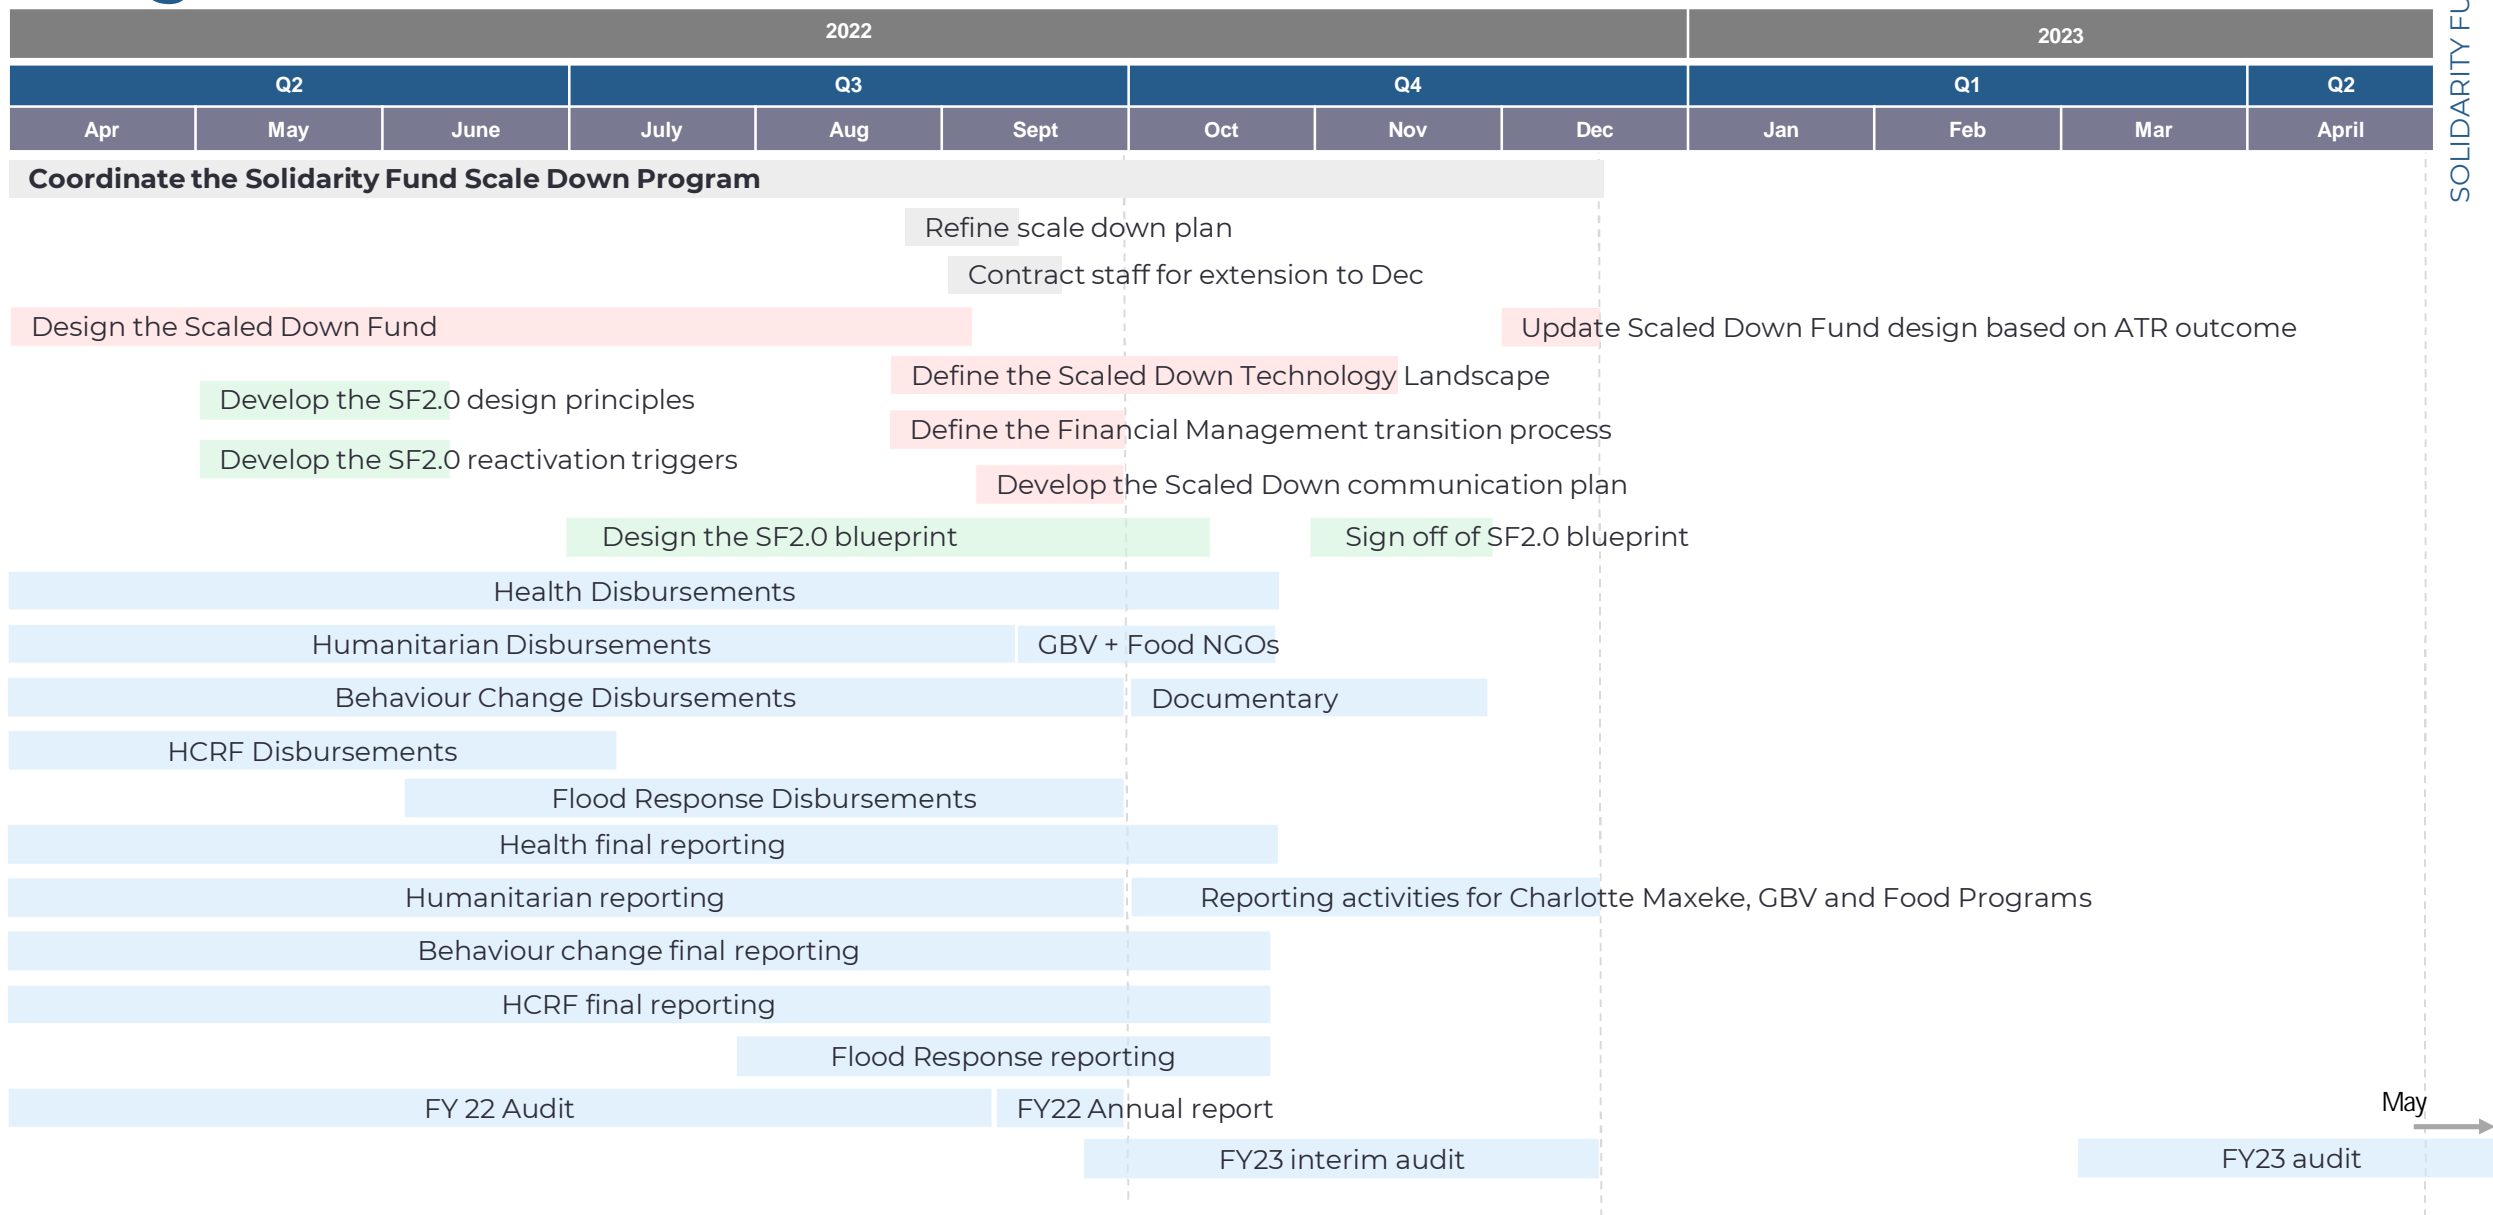 2022 2023
Q2 Q3 Q4 Q1 Q2
Apr May June July Aug Sept Oct Nov Dec Jan Feb Mar April
Coordinate the Solidarity Fund Scale Down Program
Refine scale down plan
Contract staff for extension to Dec
Design the Scaled Down Fund
Update Scaled Down Fund design based on ATR outcome
Define the Scaled Down Technology Landscape
Develop the SF2.0 design principles
Define the Financial Management transition process
Develop the SF2.0 reactivation triggers
Develop the Scaled Down communication plan
Design the SF2.0 blueprint
Sign off of SF2.0 blueprint
Health Disbursements
Humanitarian Disbursements
GBV + Food NGOs
Behaviour Change Disbursements
Documentary
HCRF Disbursements
Flood Response Disbursements
Health final reporting
Humanitarian reporting
Reporting activities for Charlotte Maxeke, GBV and Food Programs
Behaviour change final reporting
HCRF final reporting
Flood Response reporting
FY 22 Audit
FY22 Annual report
May
FY23 interim audit
FY23 audit
SOLIDARITY